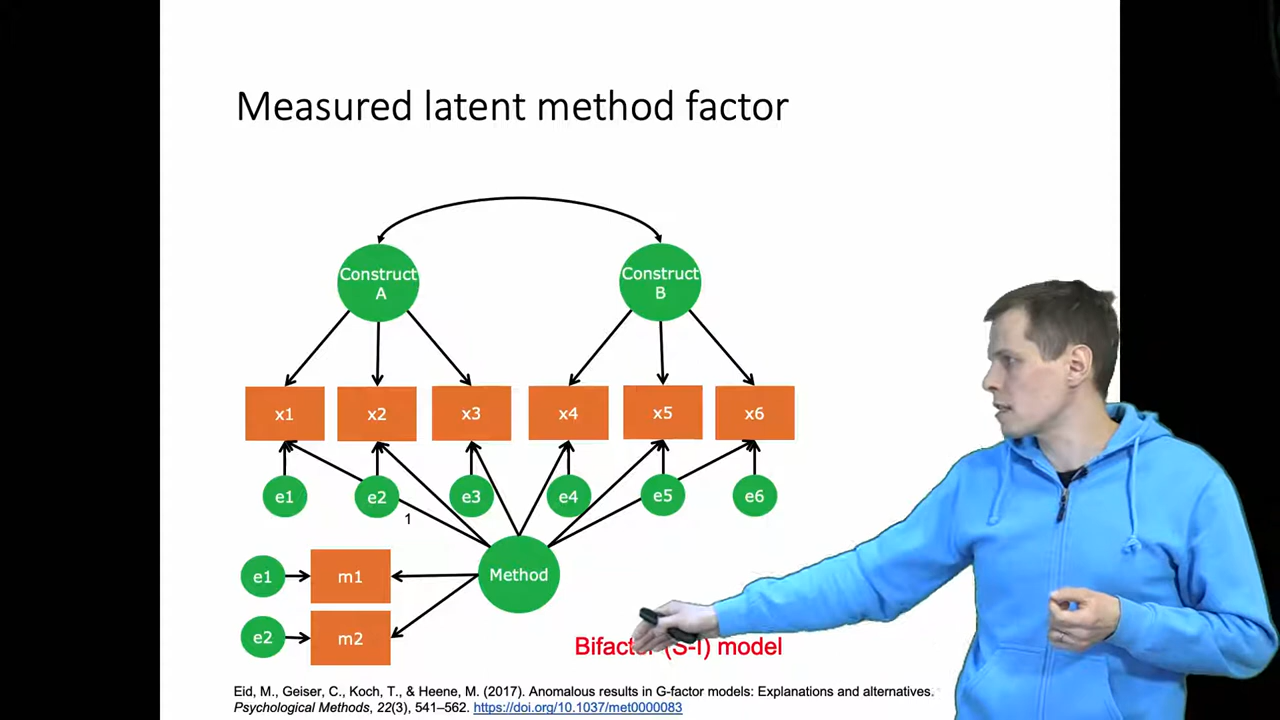 Measured latent method factor
Construct
A
Construct
B
x1 x2 x3 x4 x5 x6
e1 e2 e3 e4 e5 e6
1
Method
e1 m1
e2 m2
(S-I) model
Eid, M., Geiser, C., Koch, T., & Heene, M. (2017). Anomalous results in G-factor models: Explanations and alternatives.
Psychological Methods, 22(3), 541–562. https://doi.org/10.1037/met0000083